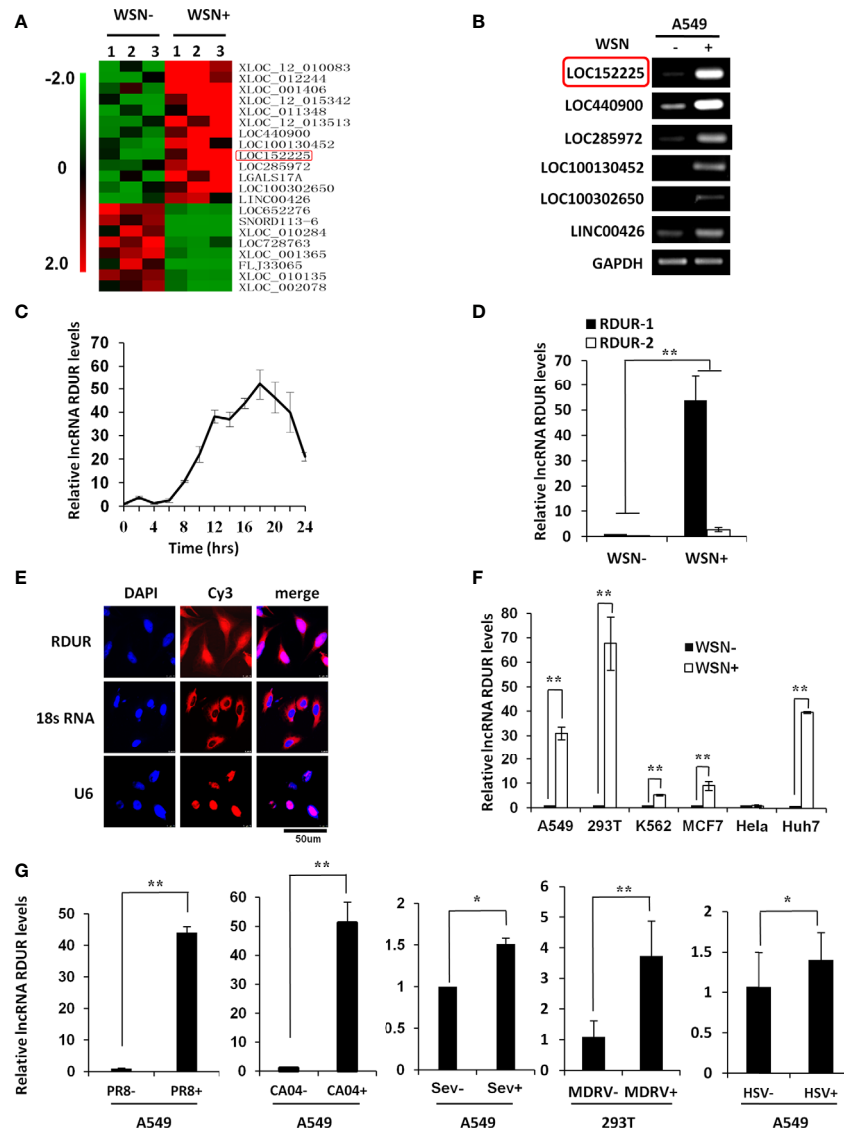 A
WSN- WSN+
1 2 3 1 2 3
-2.0
0
2.0
XLOC_12_010083
XLOC_012244
XLOC_001406
XLOC_12_015342
XLOC_011348
XLOC_12_013513
LOC440900
LOC100130452
LOC152225
LOC285972
LGALS17A
LOC100302650
LINC00426
LOC652276
SNORD113-6
XLOC_010284
LOC728763
XLOC_001365
FLJ33065
XLOC_010135
XLOC_002078
B
A549
WSN - +
LOC152225
LOC440900
LOC285972
LOC100130452
LOC100302650
LINC00426
GAPDH
C
Relative lncRNA RDUR levels
70
60
50
40
30
20
10
0
0 4 8 12 16 20 24
Time (hrs)
D
RDUR-1
RDUR-2
**
Relative lncRNA RDUR levels
70
60
50
40
30
20
10
0
WSN- WSN+
E
DAPI Cy3 merge
RDUR
18s RNA
U6
50um
F
Relative lncRNA RDUR levels
80
70
60
50
40
30
20
10
0
WSN-
WSN+
** ** ** ** **
A549 293T K562 MCF7 Hela Huh7
G
Relative lncRNA RDUR levels
50
40
30
20
10
0
**
PR8- PR8+
A549
60
50
40
30
20
10
0
**
CA04- CA04+
A549
2
1.5
1
0.5
0
*
Sev- Sev+
A549
6
5
4
3
2
1
0
**
MDRV- MDRV+
293T
2
1.5
1
0.5
0
*
HSV- HSV+
A549